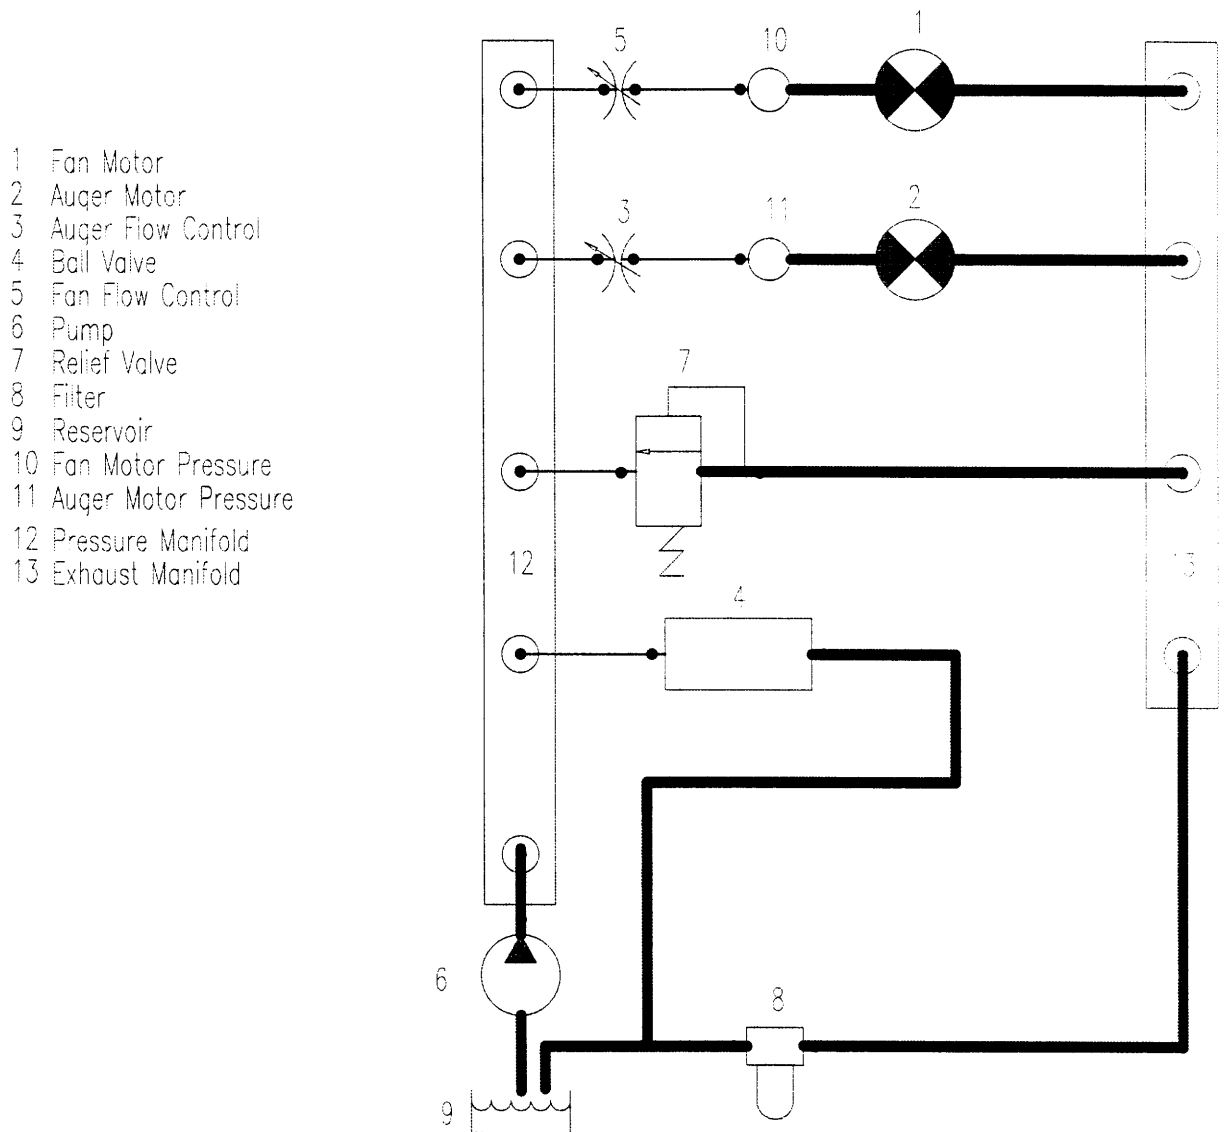 1 Fan Motor
2 Auger Motor
3 Auger Flow Control
4 Ball Valve
5 Fan Flow Control
6 Pump
7 Relief Valve
8 Filter
9 Reservoir
10 Fan Motor Pressure
11 Auger Motor Pressure
12 Pressure Manifold
13 Exhaust Manifold
5
10
1
3
11
2
7
12
13
4
6
8
9